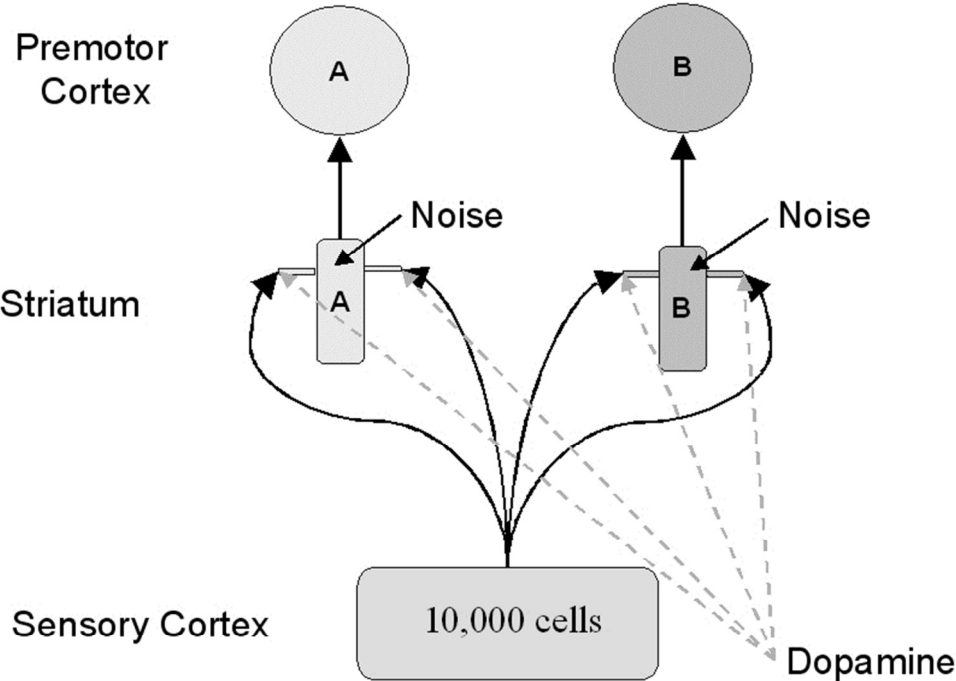 Premotor
Cortex
A
B
Noise
Noise
Striatum
A
B
Sensory Cortex
10,000 cells
Dopamine